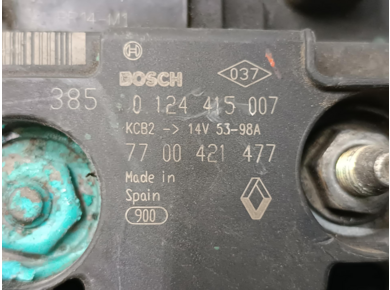 BOSCH
037
385
0 124 415 007
KCB2 -> 14V 53-98A
77 00 421 477
Made in
Spain
900